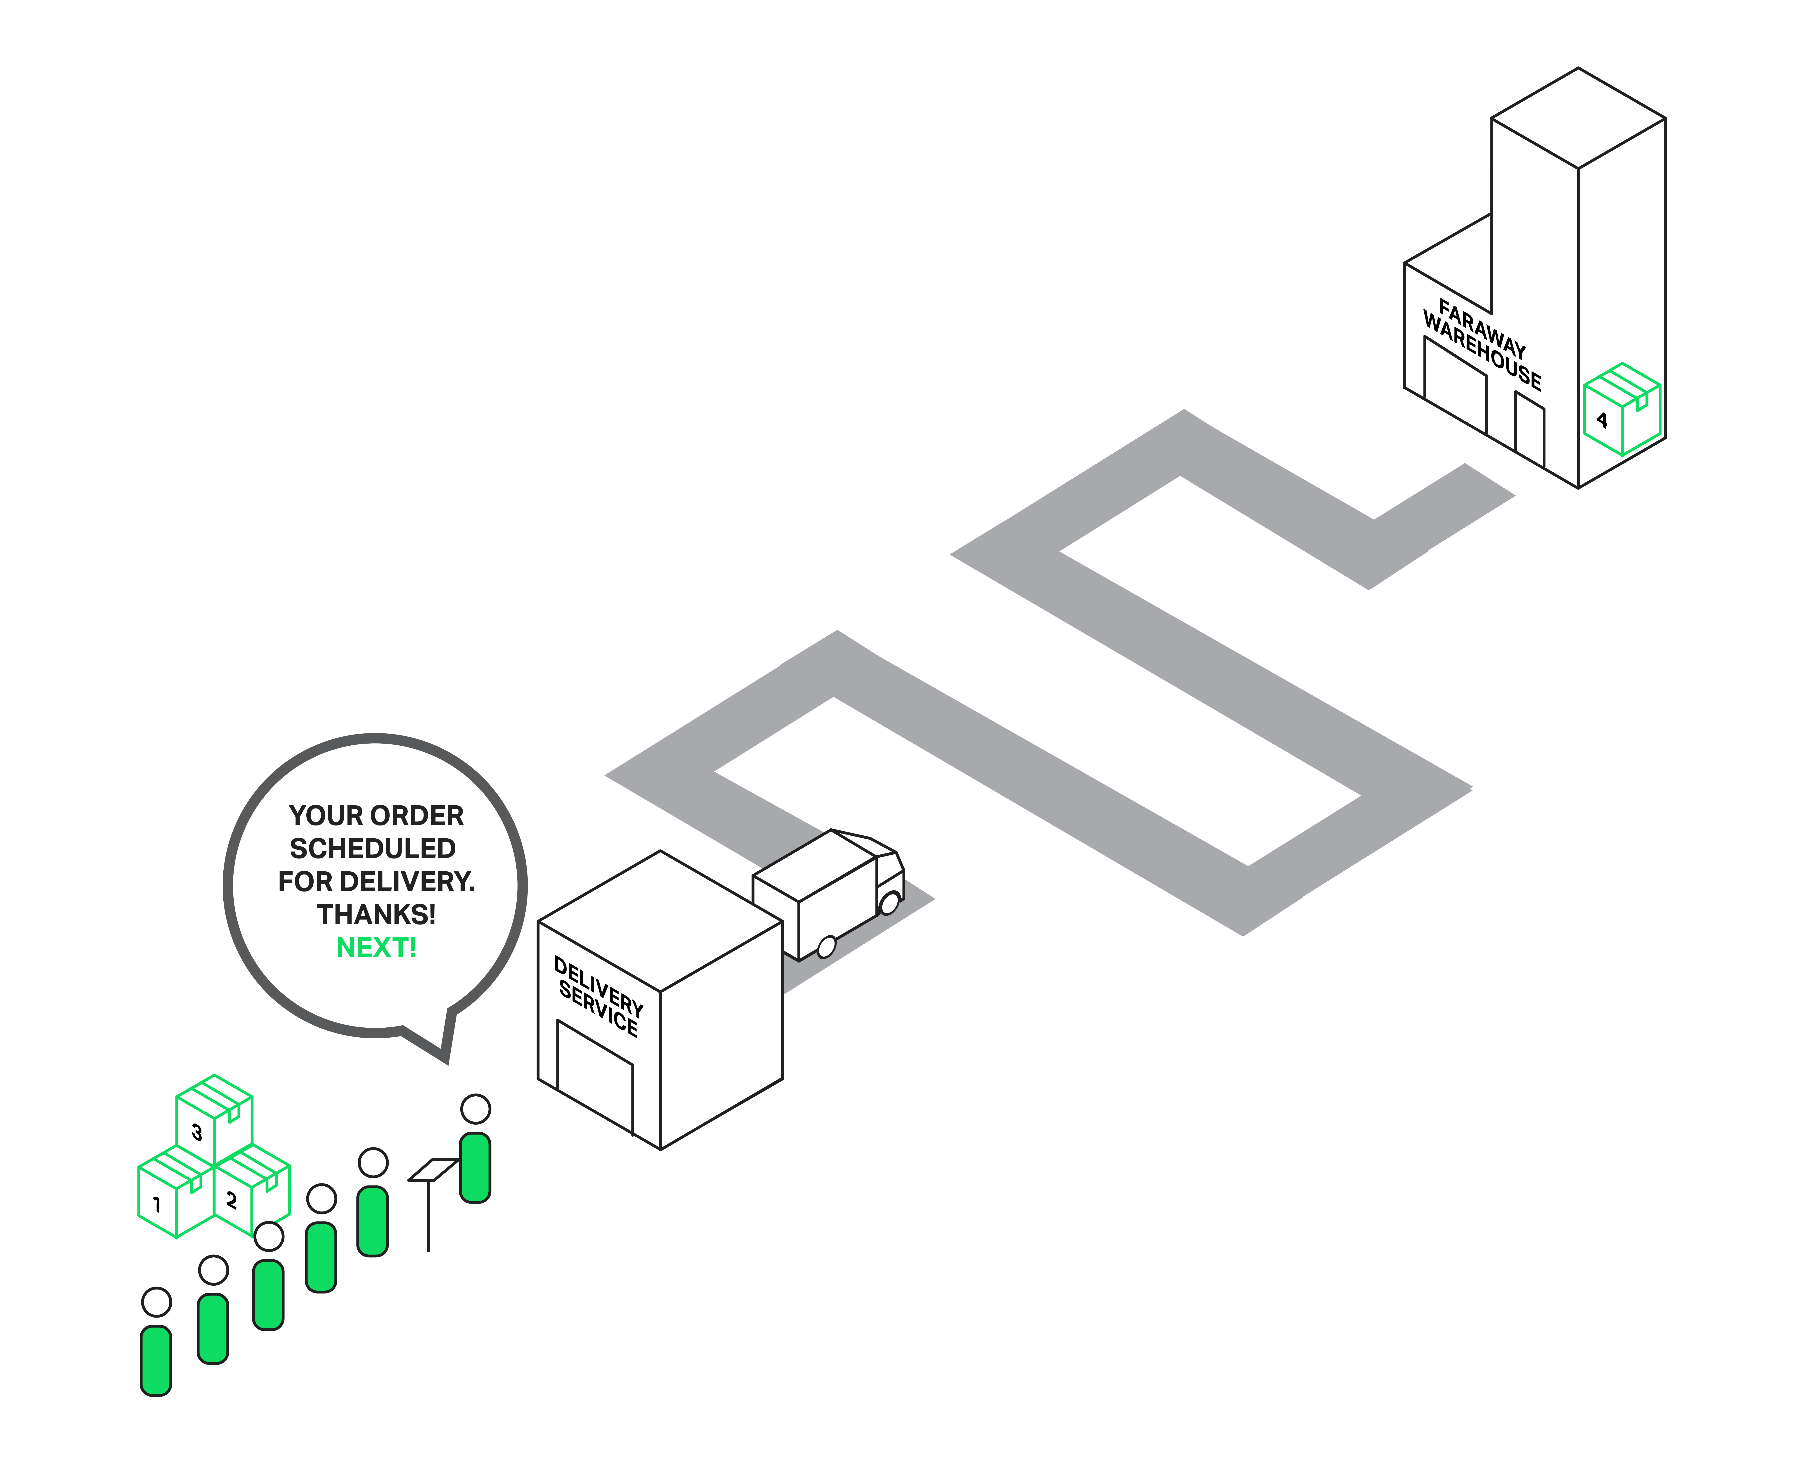 FARAWAY
WAREHOUSE
4
YOUR ORDER
SCHEDULED
FOR DELIVERY.
THANKS!
NEXT!
DELIVERY
SERVICE
3
1
2